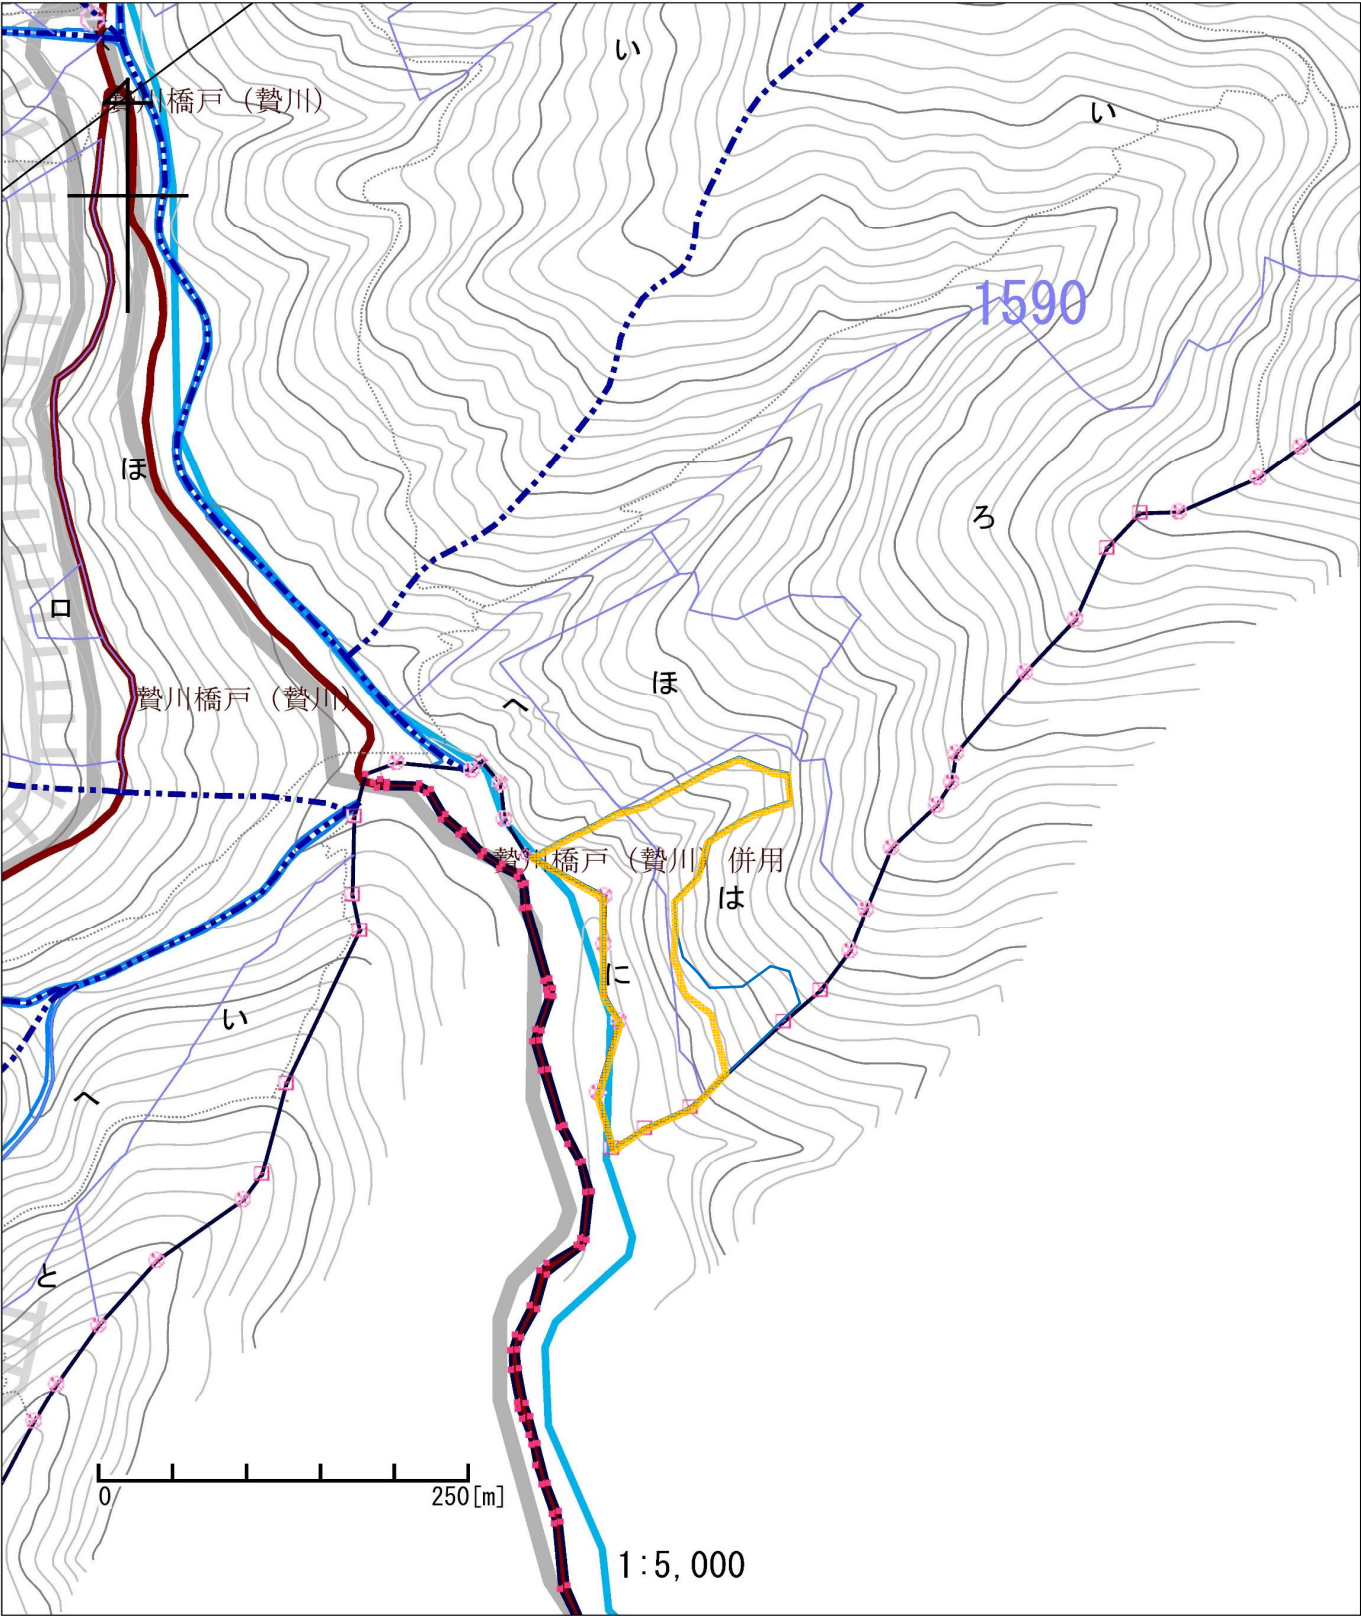 い
贄川橋戸（贄川）
い
1590
ほ
ろ
ロ
ほ
贄川橋戸（贄川）
へ
贄川橋戸（贄川）併用
は
に
い
へ
と
0 250[m]
1:5,000